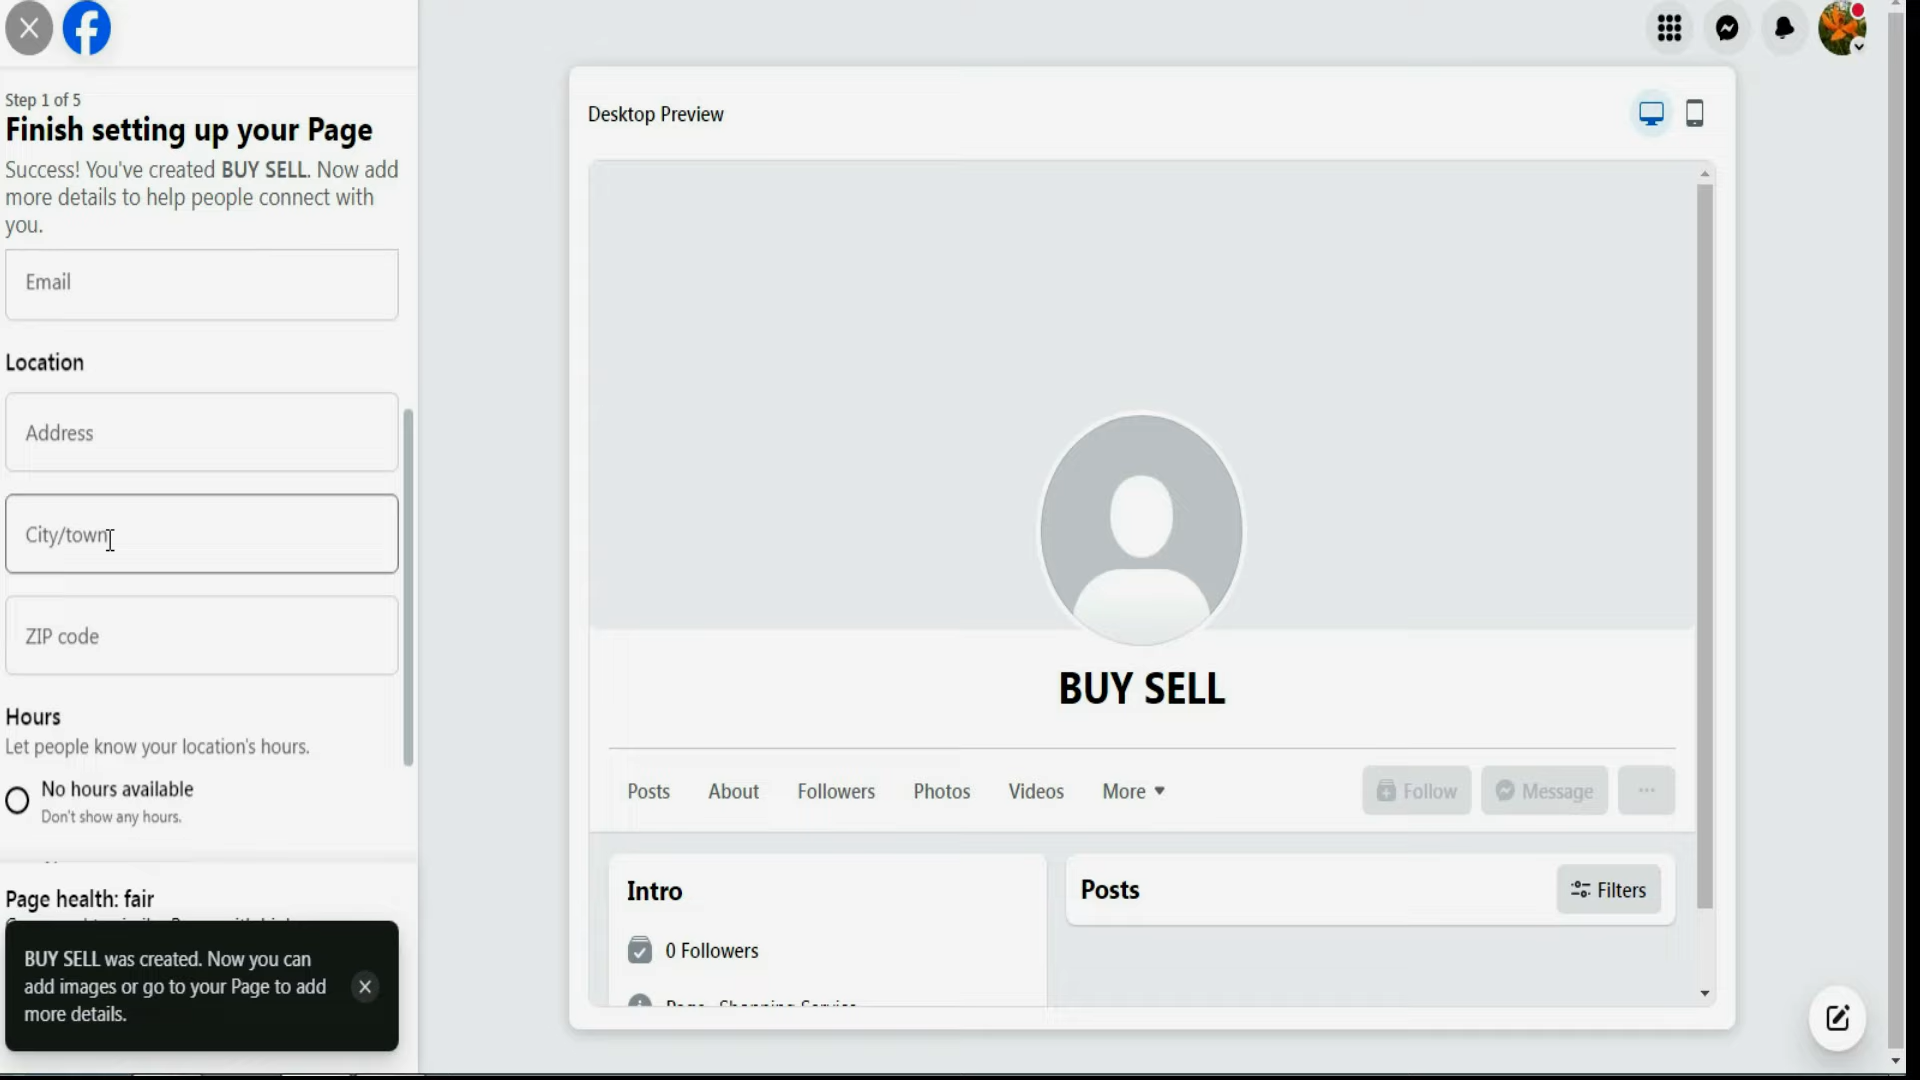 Step 1 of 5
Finish setting up your Page
Success! You've created BUY SELL. Now add
more details to help people connect with
you.
Email
Location
Address
City/town
ZIP code
Hours
Let people know your location's hours.
No hours available
Don't show any hours.
Page health: fair
BUY SELL was created. Now you can
add images or go to your Page to add
more details.
Desktop Preview
BUY SELL
Posts About Followers Photos Videos More
Follow Message
Intro
0 Followers
Page · Shopping Service
Posts
Filters